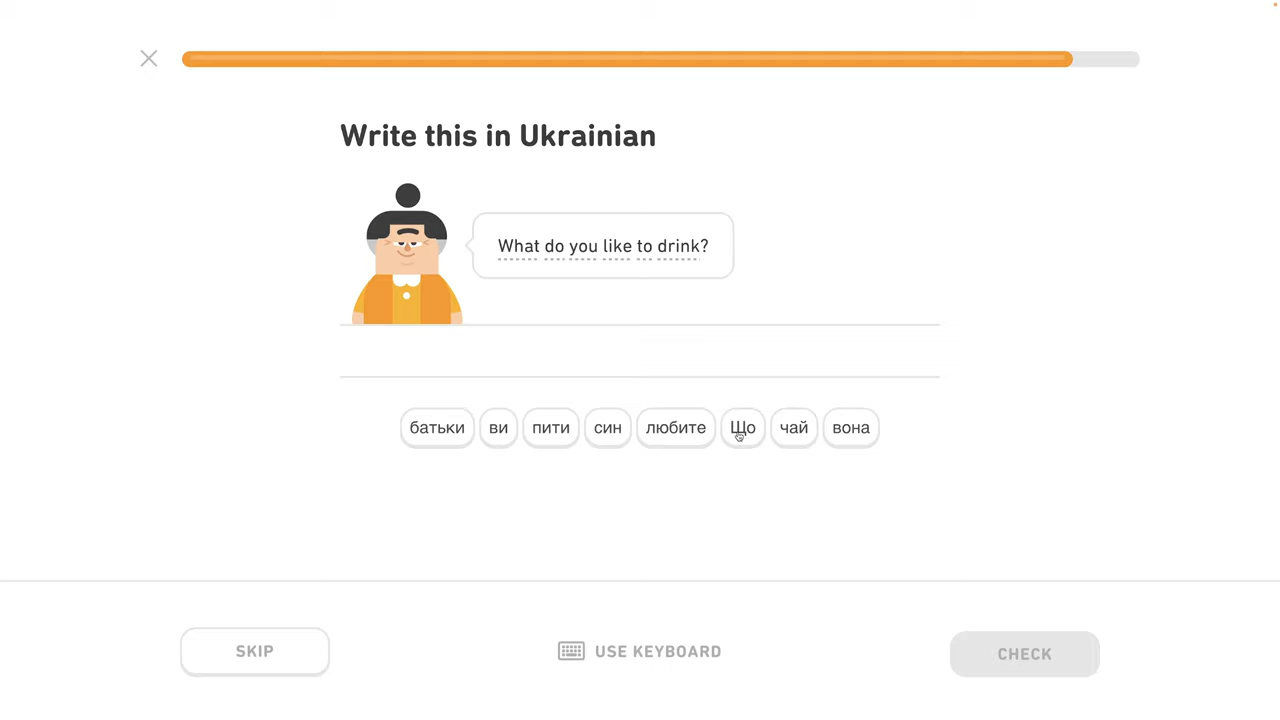 Write this in Ukrainian
What do you like to drink?
батьки ви пити син любите Що чай вона
SKIP USE KEYBOARD CHECK